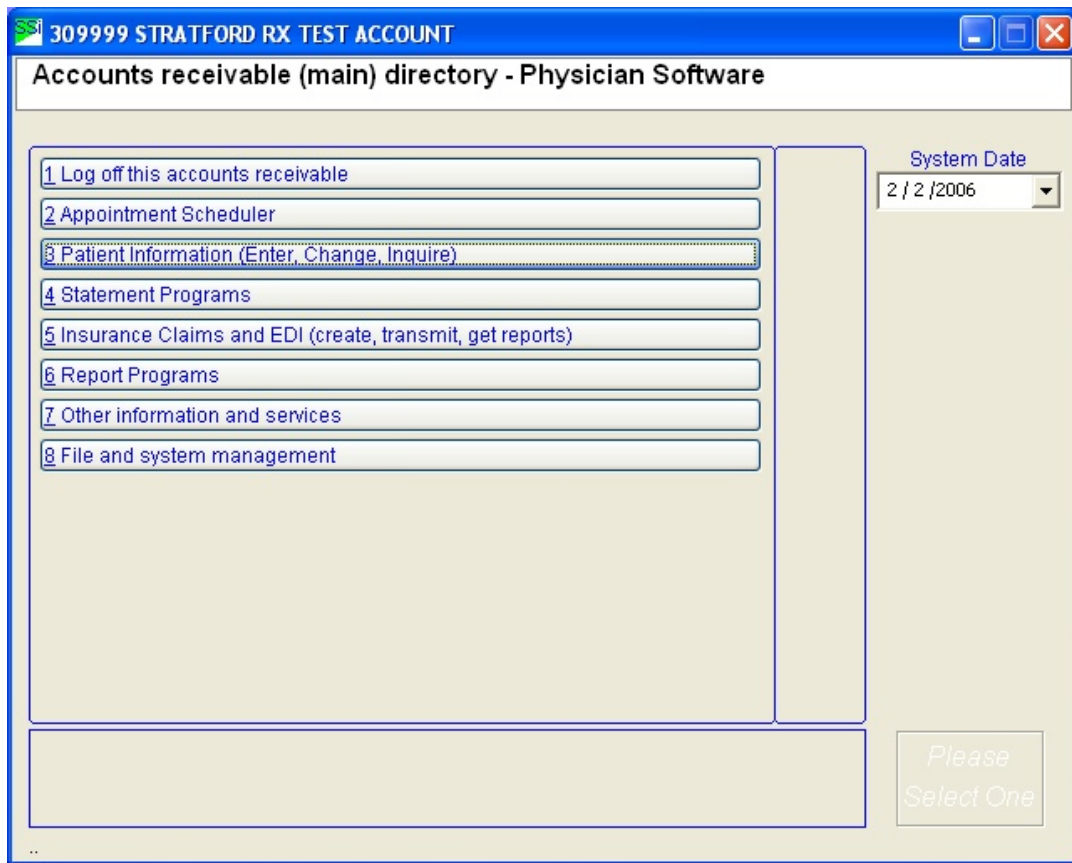 SSI 309999 STRATFORD RX TEST ACCOUNT
Accounts receivable (main) directory - Physician Software
System Date
2 / 2 /2006
1 Log off this accounts receivable
2 Appointment Scheduler
3 Patient Information (Enter, Change, Inquire)
4 Statement Programs
5 Insurance Claims and EDI (create, transmit, get reports)
6 Report Programs
7 Other information and services
8 File and system management
Please
Select One
..